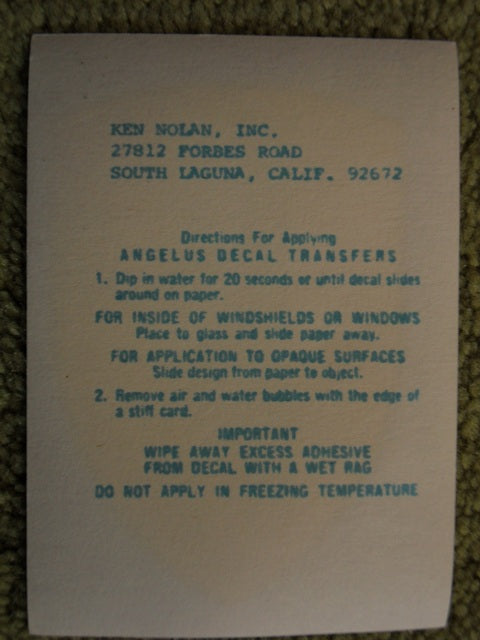 KEN NOLAN, INC.
27812 FORBES ROAD
SOUTH LAGUNA, CALIF. 92672
Directions For Applying
ANGELUS DECAL TRANSFERS
1. Dip in water for 20 seconds or until decal slides
around on paper.
FOR INSIDE OF WINDSHIELDS OR WINDOWS
Place to glass and slide paper away.
FOR APPLICATION TO OPAQUE SURFACES
Slide design from paper to object.
2. Remove air and water bubbles with the edge of
a stiff card.
IMPORTANT
WIPE AWAY EXCESS ADHESIVE
FROM DECAL WITH A WET RAG
DO NOT APPLY IN FREEZING TEMPERATURE